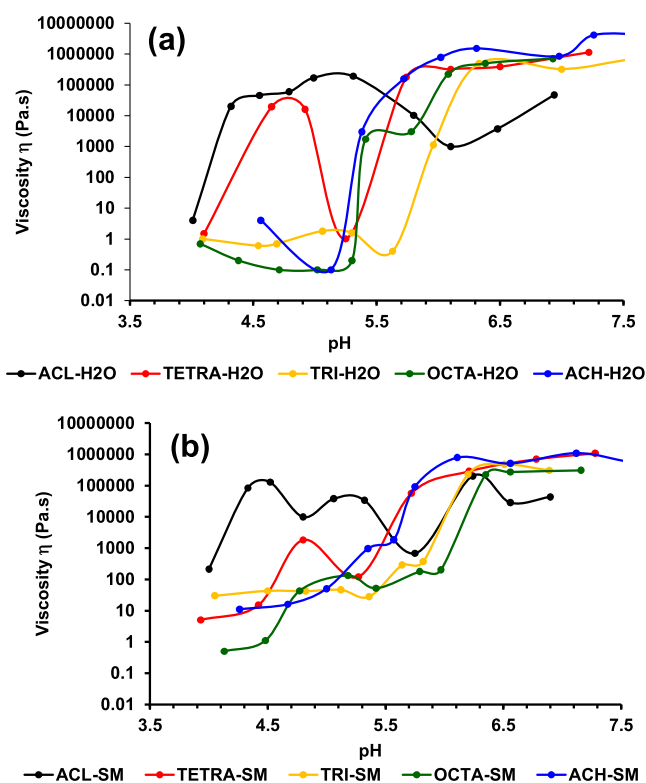 (a)
Viscosity η (Pa.s)
10000000
1000000
100000
10000
1000
100
10
1
0.1
0.01
3.5 4.5 5.5 6.5 7.5
pH
ACL-H2O TETRA-H2O TRI-H2O OCTA-H2O ACH-H2O
(b)
Viscosity η (Pa.s)
10000000
1000000
100000
10000
1000
100
10
1
0.1
0.01
3.5 4.5 5.5 6.5 7.5
pH
ACL-SM TETRA-SM TRI-SM OCTA-SM ACH-SM